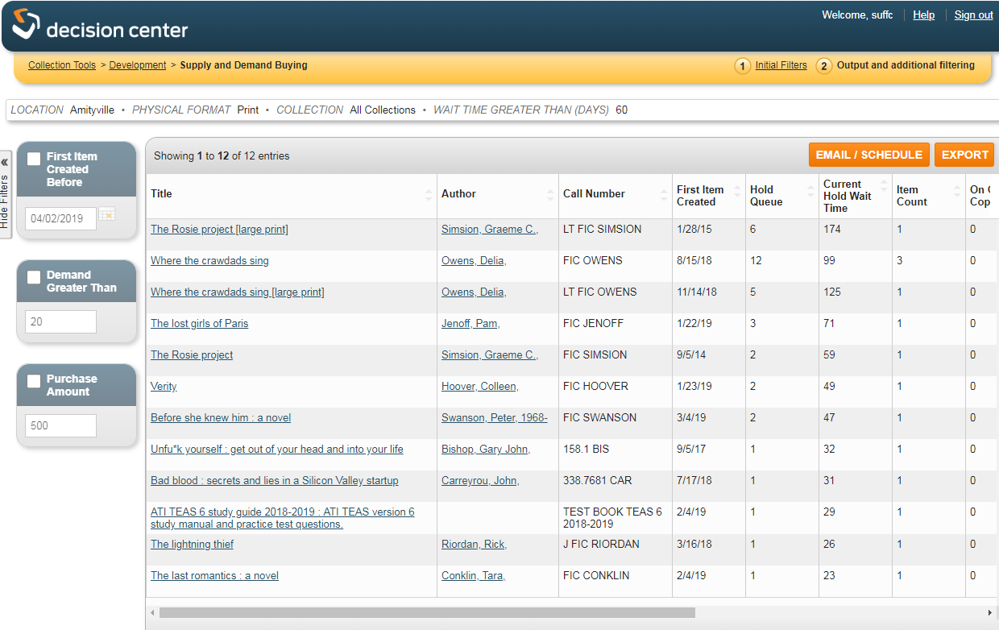 Welcome, suffc Help Sign out
decision center
Collection Tools > Development > Supply and Demand Buying 1 Initial Filters 2 Output and additional filtering
LOCATION Amityville • PHYSICAL FORMAT Print • COLLECTION All Collections • WAIT TIME GREATER THAN (DAYS) 60
« Hide Filters
First Item
Created
Before
04/02/2019
Demand
Greater Than
20
Purchase
Amount
500
Showing 1 to 12 of 12 entries EMAIL / SCHEDULE EXPORT
Title Author Call Number First Item Created Hold Queue Current Hold Wait Time Item Count On Cop
The Rosie project [large print] Simsion, Graeme C., LT FIC SIMSION 1/28/15 6 174 1 0
Where the crawdads sing Owens, Delia, FIC OWENS 8/15/18 12 99 3 0
Where the crawdads sing [large print] Owens, Delia, LT FIC OWENS 11/14/18 5 125 1 0
The lost girls of Paris Jenoff, Pam, FIC JENOFF 1/22/19 3 71 1 0
The Rosie project Simsion, Graeme C., FIC SIMSION 9/5/14 2 59 1 0
Verity Hoover, Colleen, FIC HOOVER 1/23/19 2 49 1 0
Before she knew him : a novel Swanson, Peter, 1968- FIC SWANSON 3/4/19 2 47 1 0
Unfu*k yourself : get out of your head and into your life Bishop, Gary John, 158.1 BIS 9/5/17 1 32 1 0
Bad blood : secrets and lies in a Silicon Valley startup Carreyrou, John, 338.7681 CAR 7/17/18 1 31 1 0
ATI TEAS 6 study guide 2018-2019 : ATI TEAS version 6 TEST BOOK TEAS 6 2/4/19 1 29 1 0
study manual and practice test questions. 2018-2019
The lightning thief Riordan, Rick, J FIC RIORDAN 3/16/18 1 26 1 0
The last romantics : a novel Conklin, Tara, FIC CONKLIN 2/4/19 1 23 1 0